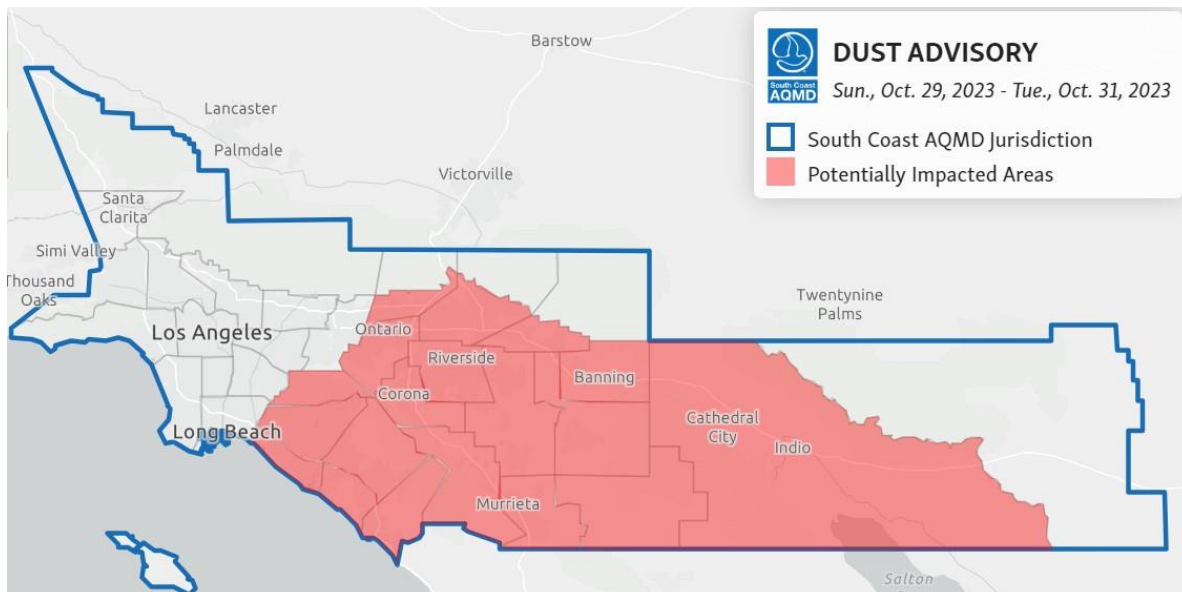 DUST ADVISORY
South Coast
AQMD
Sun., Oct. 29, 2023 - Tue., Oct. 31, 2023
South Coast AQMD Jurisdiction
Potentially Impacted Areas
Barstow
Lancaster
Palmdale
Victorville
Santa
Clarita
Simi Valley
Thousand
Oaks
Twentynine
Palms
Los Angeles
Ontario
Riverside
Banning
Corona
Cathedral
City
Long Beach
Indio
Murrieta
Salton